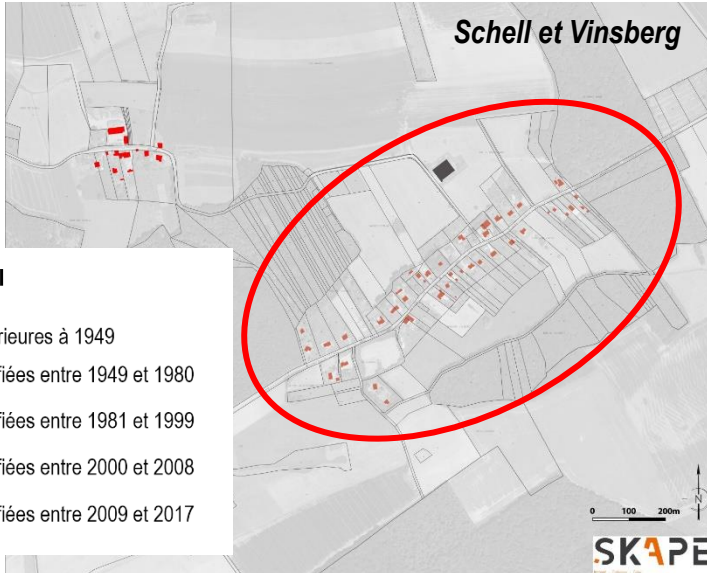 Schell et Vinsberg
rieures à 1949
fiées entre 1949 et 1980
fiées entre 1981 et 1999
fiées entre 2000 et 2008
fiées entre 2009 et 2017
0 100 200m
N
SKAPE